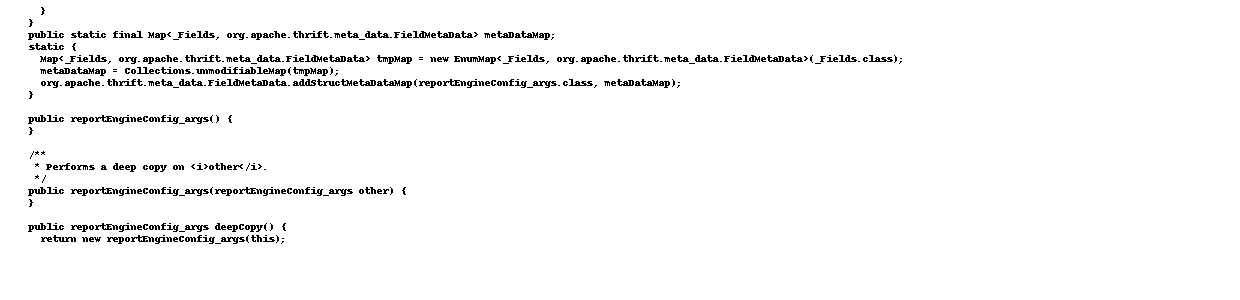 }
}
public static final Map<_Fields, org.apache.thrift.meta_data.FieldMetaData> metaDataMap;
static {
Map<_Fields, org.apache.thrift.meta_data.FieldMetaData> tmpMap = new EnumMap<_Fields, org.apache.thrift.meta_data.FieldMetaData>(_Fields.class);
metaDataMap = Collections.unmodifiableMap(tmpMap);
org.apache.thrift.meta_data.FieldMetaData.addStructMetaDataMap(reportEngineConfig_args.class, metaDataMap);
}
public reportEngineConfig_args() {
}
/**
* Performs a deep copy on <i>other</i>.
*/
public reportEngineConfig_args(reportEngineConfig_args other) {
}
public reportEngineConfig_args deepCopy() {
return new reportEngineConfig_args(this);